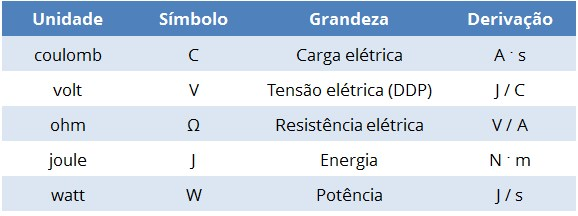 Unidade Símbolo Grandeza Derivação
coulomb C Carga elétrica A · s
volt V Tensão elétrica (DDP) J / C
ohm Ω Resistência elétrica V / A
joule J Energia N · m
watt W Potência J / s